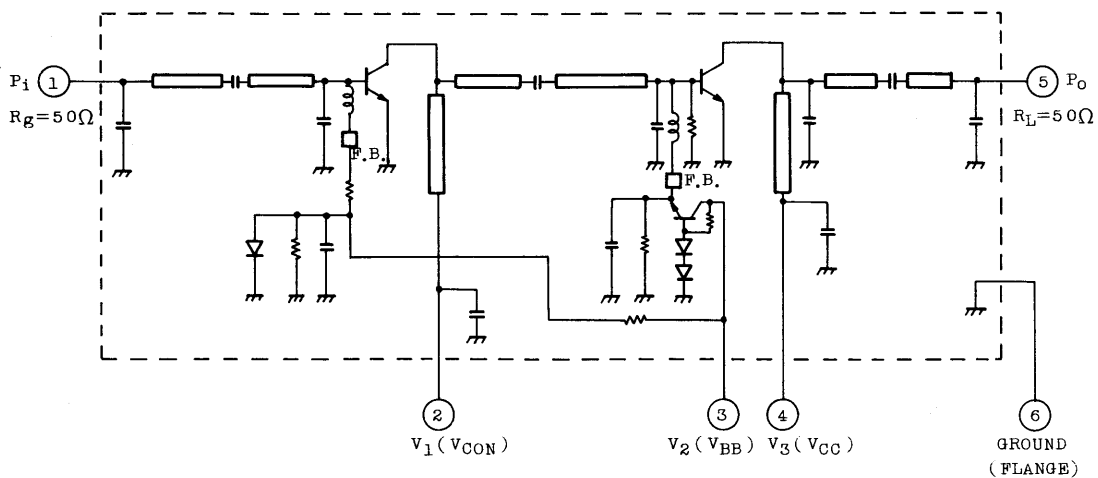 Pi 1
Rg=50Ω
F.B.
F.B.
5 Po
RL=50Ω
2
V1(VCON)
3
V2(VBB)
4
V3(VCC)
6
GROUND
(FLANGE)